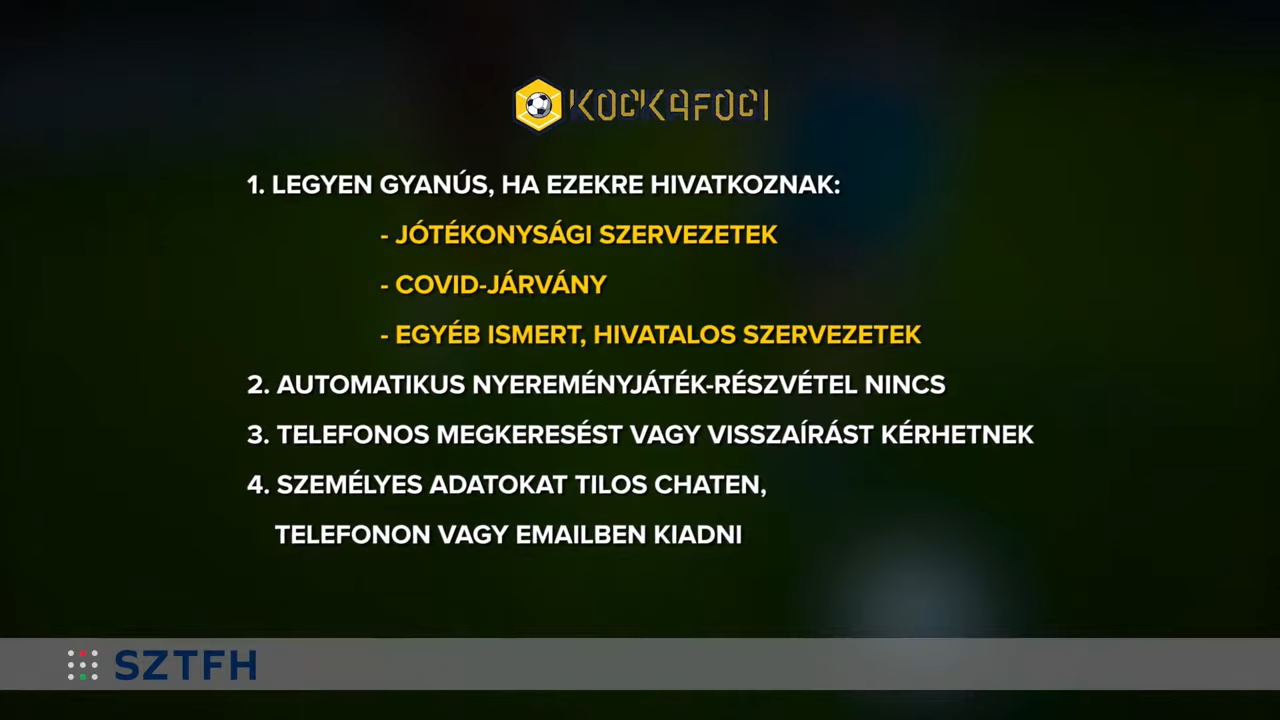 KOCKAFOCI
1. LEGYEN GYANÚS, HA EZEKRE HIVATKOZNAK:
- JÓTÉKONYSÁGI SZERVEZETEK
- COVID-JÁRVÁNY
- EGYÉB ISMERT, HIVATALOS SZERVEZETEK
2. AUTOMATIKUS NYEREMÉNYJÁTÉK-RÉSZVÉTEL NINCS
3. TELEFONOS MEGKERESÉST VAGY VISSZAÍRÁST KÉRHETNEK
4. SZEMÉLYES ADATOKAT TILOS CHATEN,
TELEFONON VAGY EMAILBEN KIADNI
SZTFH